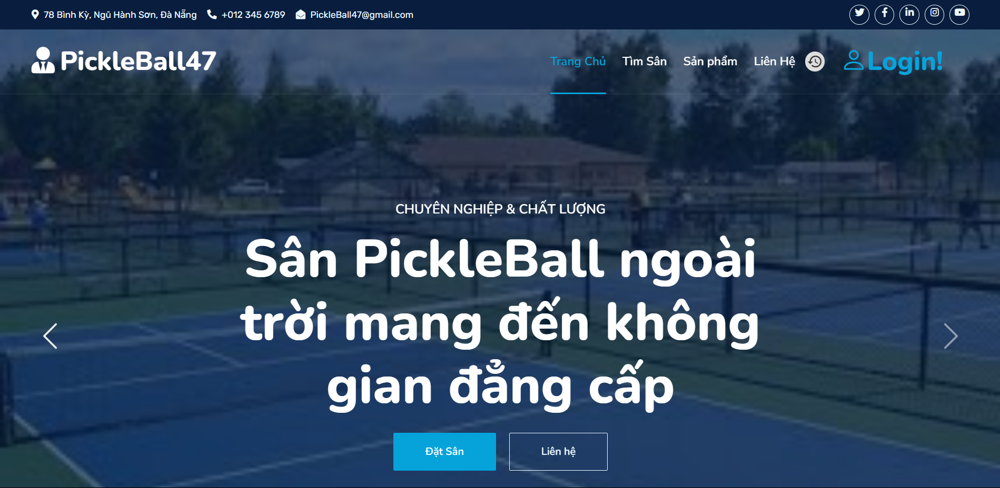 78 Bình Kỳ, Ngũ Hành Sơn, Đà Nẵng +012 345 6789 PickleBall47@gmail.com
PickleBall47 Trang Chủ Tìm Sân Sản phẩm Liên Hệ Login!
CHUYÊN NGHIỆP & CHẤT LƯỢNG
Sân PickleBall ngoài
trời mang đến không
gian đẳng cấp
Đặt Sân Liên hệ